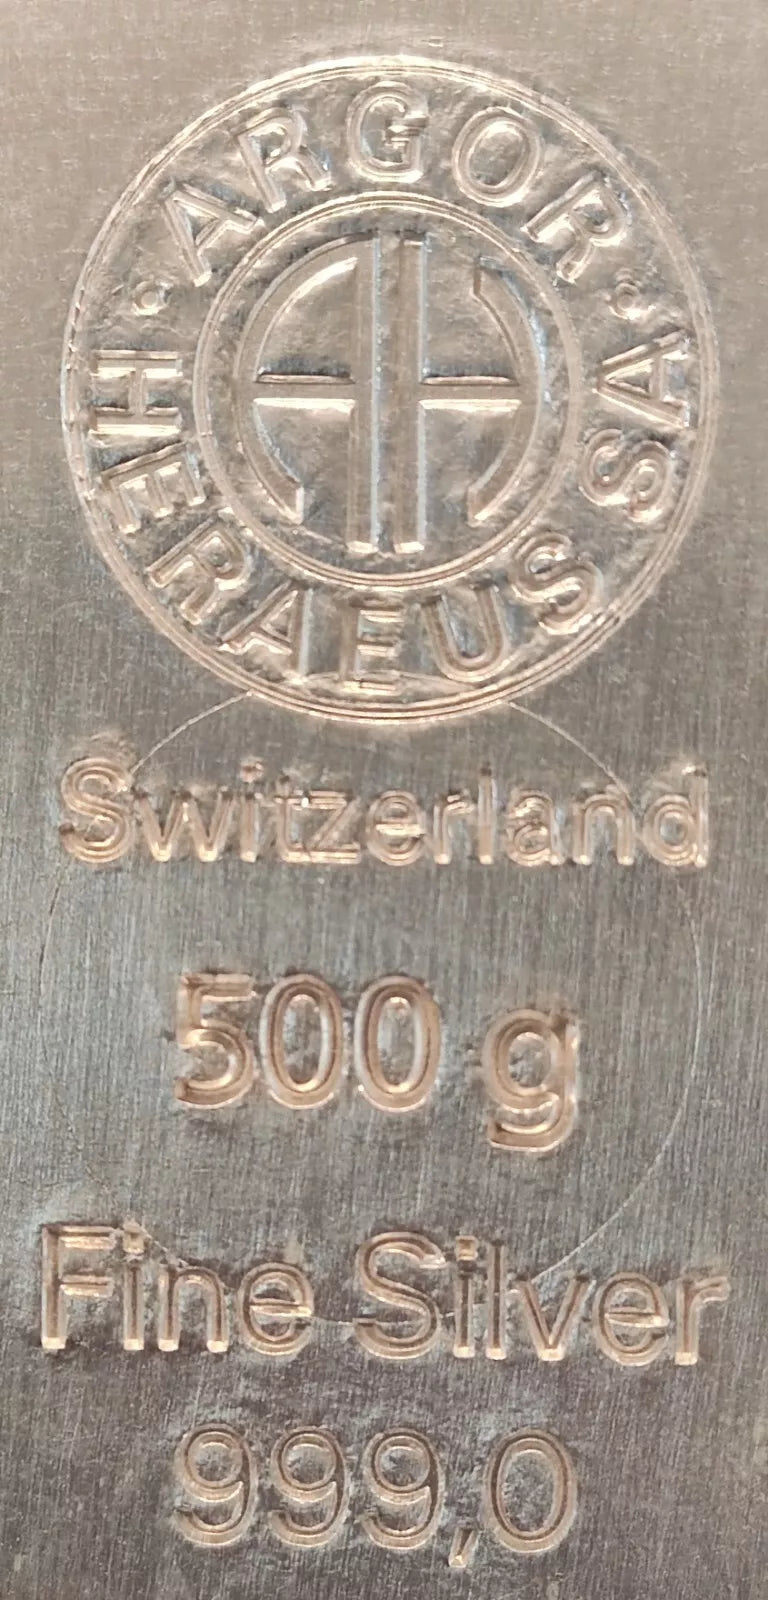 ARGOR · HERAEUS SA ·
Switzerland
500 g
Fine Silver
999,0